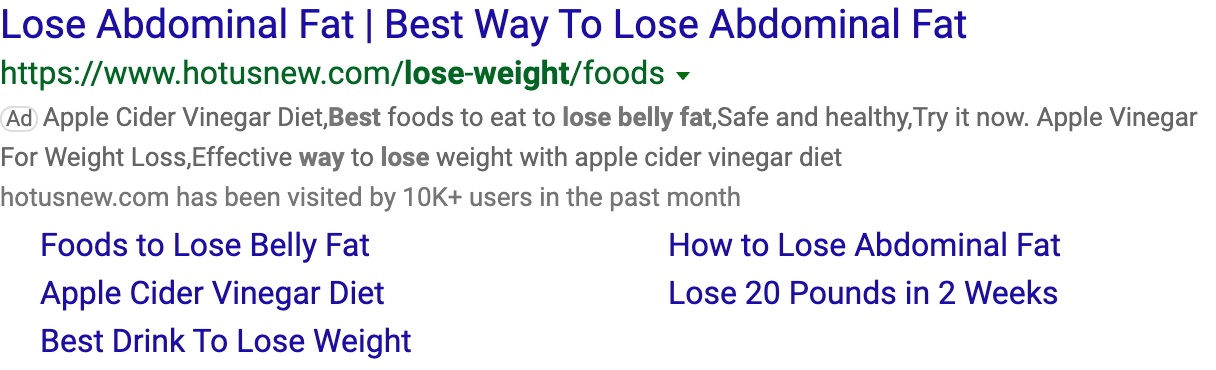 Lose Abdominal Fat | Best Way To Lose Abdominal Fat
https://www.hotusnew.com/lose-weight/foods
Ad Apple Cider Vinegar Diet,Best foods to eat to lose belly fat,Safe and healthy,Try it now. Apple Vinegar
For Weight Loss,Effective way to lose weight with apple cider vinegar diet
hotusnew.com has been visited by 10K+ users in the past month
Foods to Lose Belly Fat
How to Lose Abdominal Fat
Apple Cider Vinegar Diet
Lose 20 Pounds in 2 Weeks
Best Drink To Lose Weight